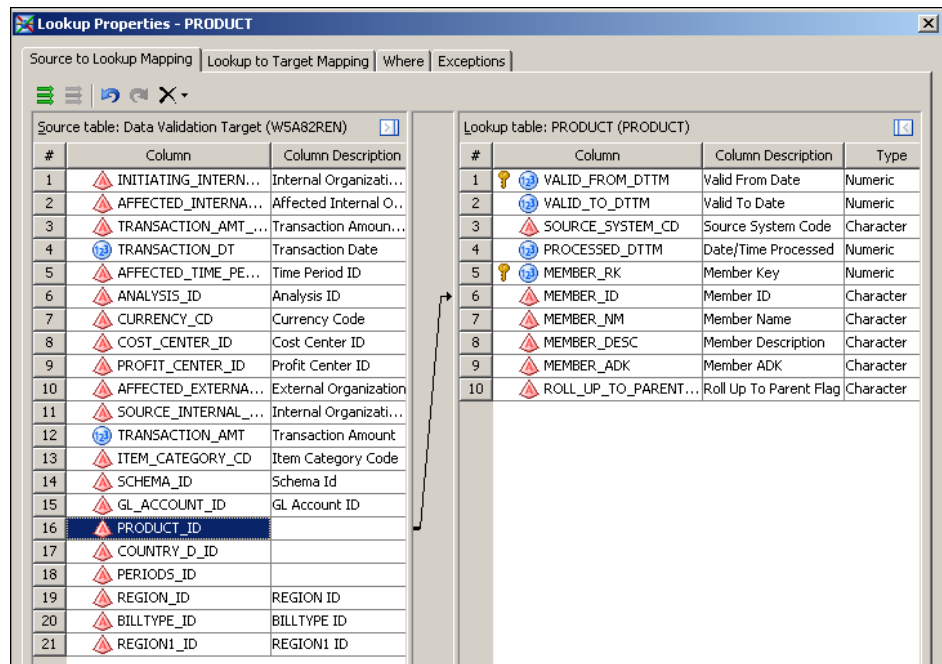 Lookup Properties - PRODUCT
Source to Lookup Mapping Lookup to Target Mapping Where Exceptions
Source table: Data Validation Target (W5A82REN)
# Column Column Description
1 INITIATING_INTERN... Internal Organizati...
2 AFFECTED_INTERNA... Affected Internal O...
3 TRANSACTION_AMT_... Transaction Amoun...
4 TRANSACTION_DT Transaction Date
5 AFFECTED_TIME_PE... Time Period ID
6 ANALYSIS_ID Analysis ID
7 CURRENCY_CD Currency Code
8 COST_CENTER_ID Cost Center ID
9 PROFIT_CENTER_ID Profit Center ID
10 AFFECTED_EXTERNA... External Organization
11 SOURCE_INTERNAL_... Internal Organizati...
12 TRANSACTION_AMT Transaction Amount
13 ITEM_CATEGORY_CD Item Category Code
14 SCHEMA_ID Schema Id
15 GL_ACCOUNT_ID GL Account ID
16 PRODUCT_ID
17 COUNTRY_D_ID
18 PERIODS_ID
19 REGION_ID REGION ID
20 BILLTYPE_ID BILLTYPE ID
21 REGION1_ID REGION1 ID
Lookup table: PRODUCT (PRODUCT)
# Column Column Description Type
1 VALID_FROM_DTTM Valid From Date Numeric
2 VALID_TO_DTTM Valid To Date Numeric
3 SOURCE_SYSTEM_CD Source System Code Character
4 PROCESSED_DTTM Date/Time Processed Numeric
5 MEMBER_RK Member Key Numeric
6 MEMBER_ID Member ID Character
7 MEMBER_NM Member Name Character
8 MEMBER_DESC Member Description Character
9 MEMBER_ADK Member ADK Character
10 ROLL_UP_TO_PARENT... Roll Up To Parent Flag Character